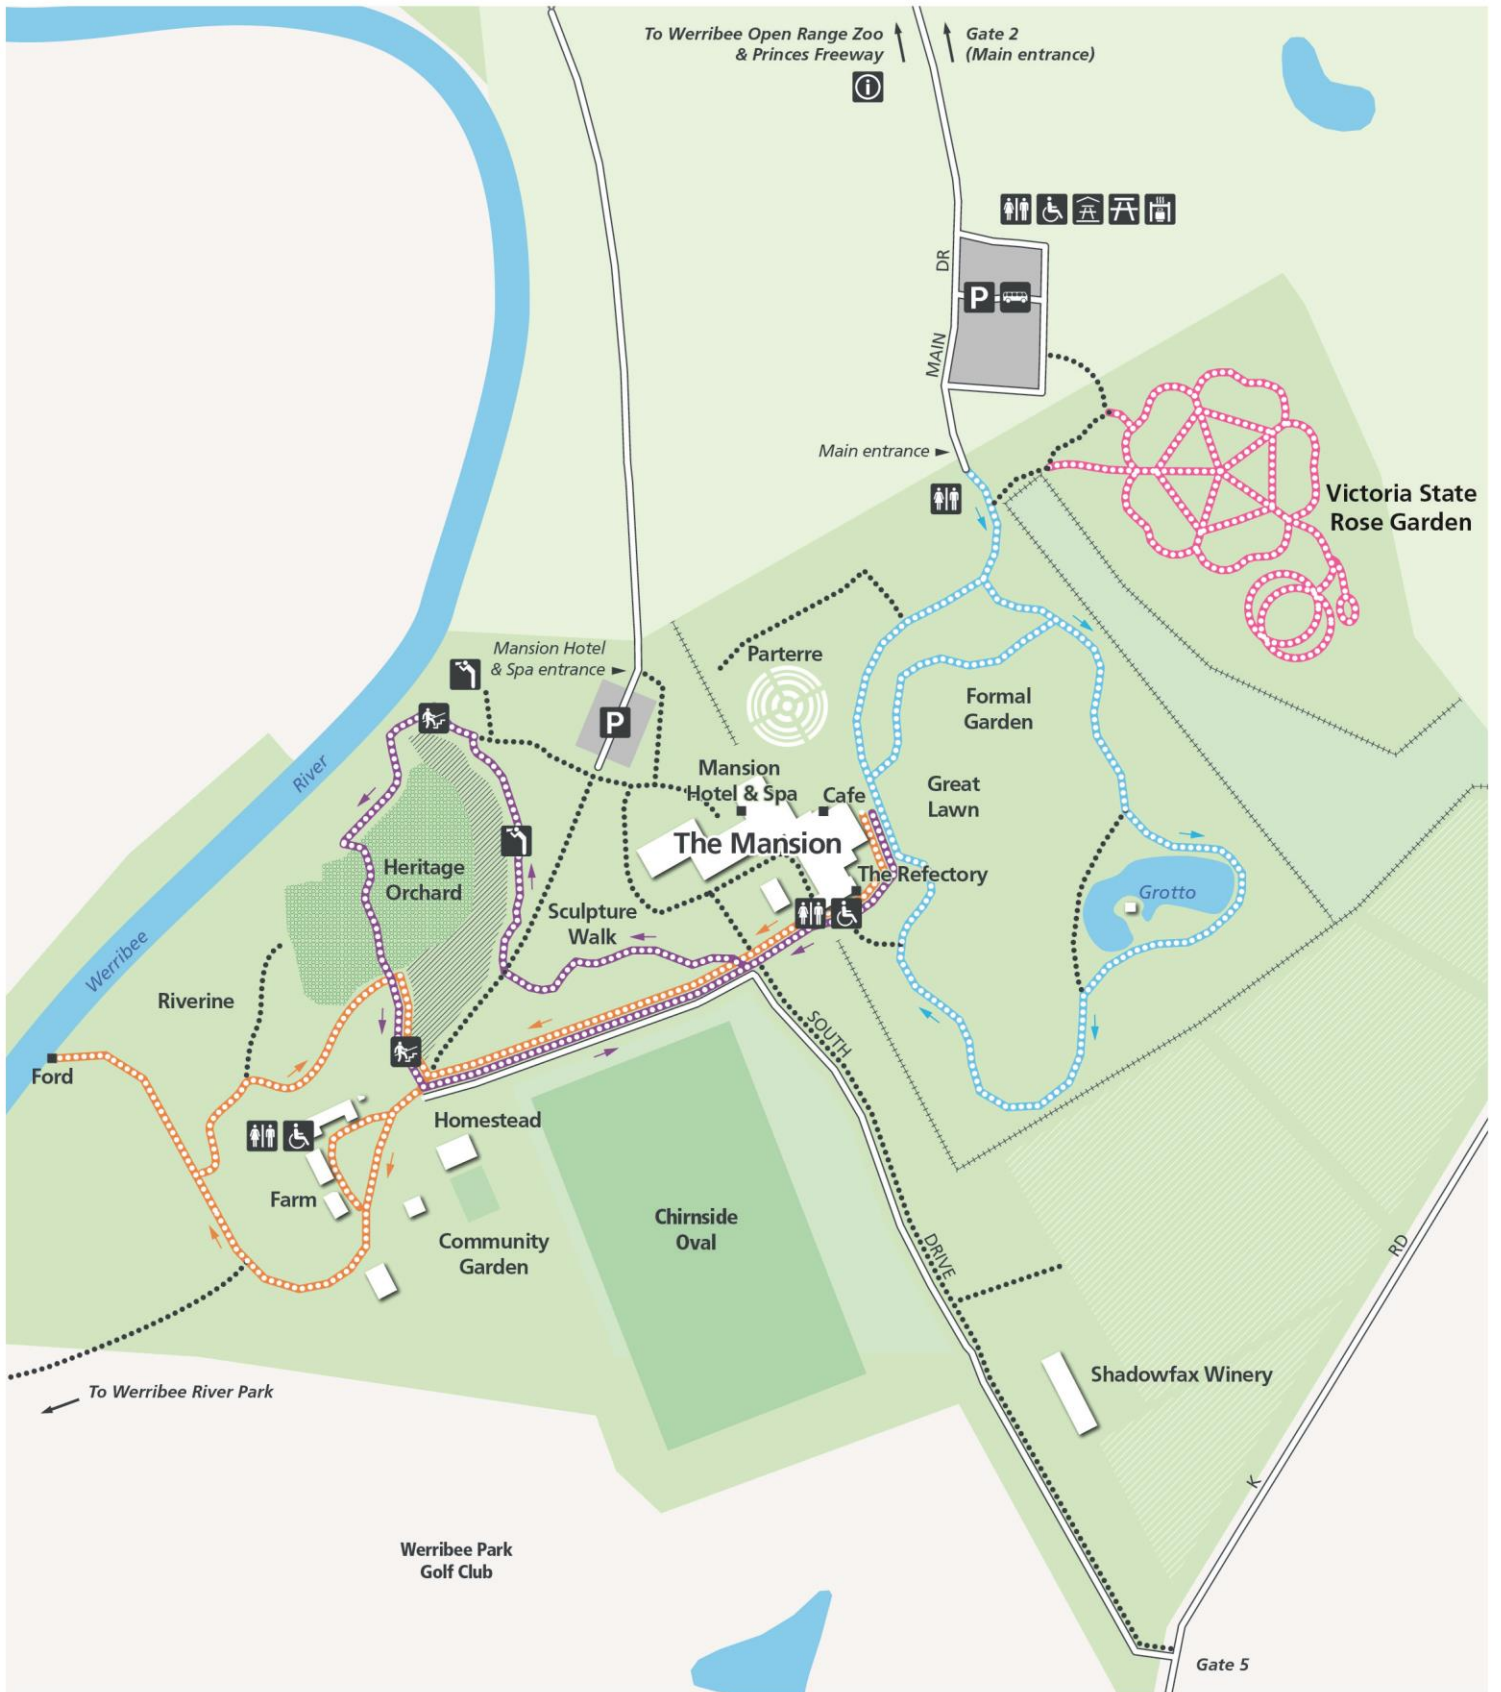 To Werribee Open Range Zoo
& Princes Freeway
Gate 2
(Main entrance)
i
MAIN DR
P
Main entrance
Victoria State
Rose Garden
Mansion Hotel
& Spa entrance
P
Parterre
Formal
Garden
Mansion
Hotel & Spa
Cafe
Great
Lawn
The Mansion
The Refectory
Grotto
River
Werribee
Heritage
Orchard
Sculpture
Walk
Riverine
Ford
SOUTH
DRIVE
Homestead
Farm
Community
Garden
Chirnside
Oval
RD
K
Shadowfax Winery
To Werribee River Park
Werribee Park
Golf Club
Gate 5